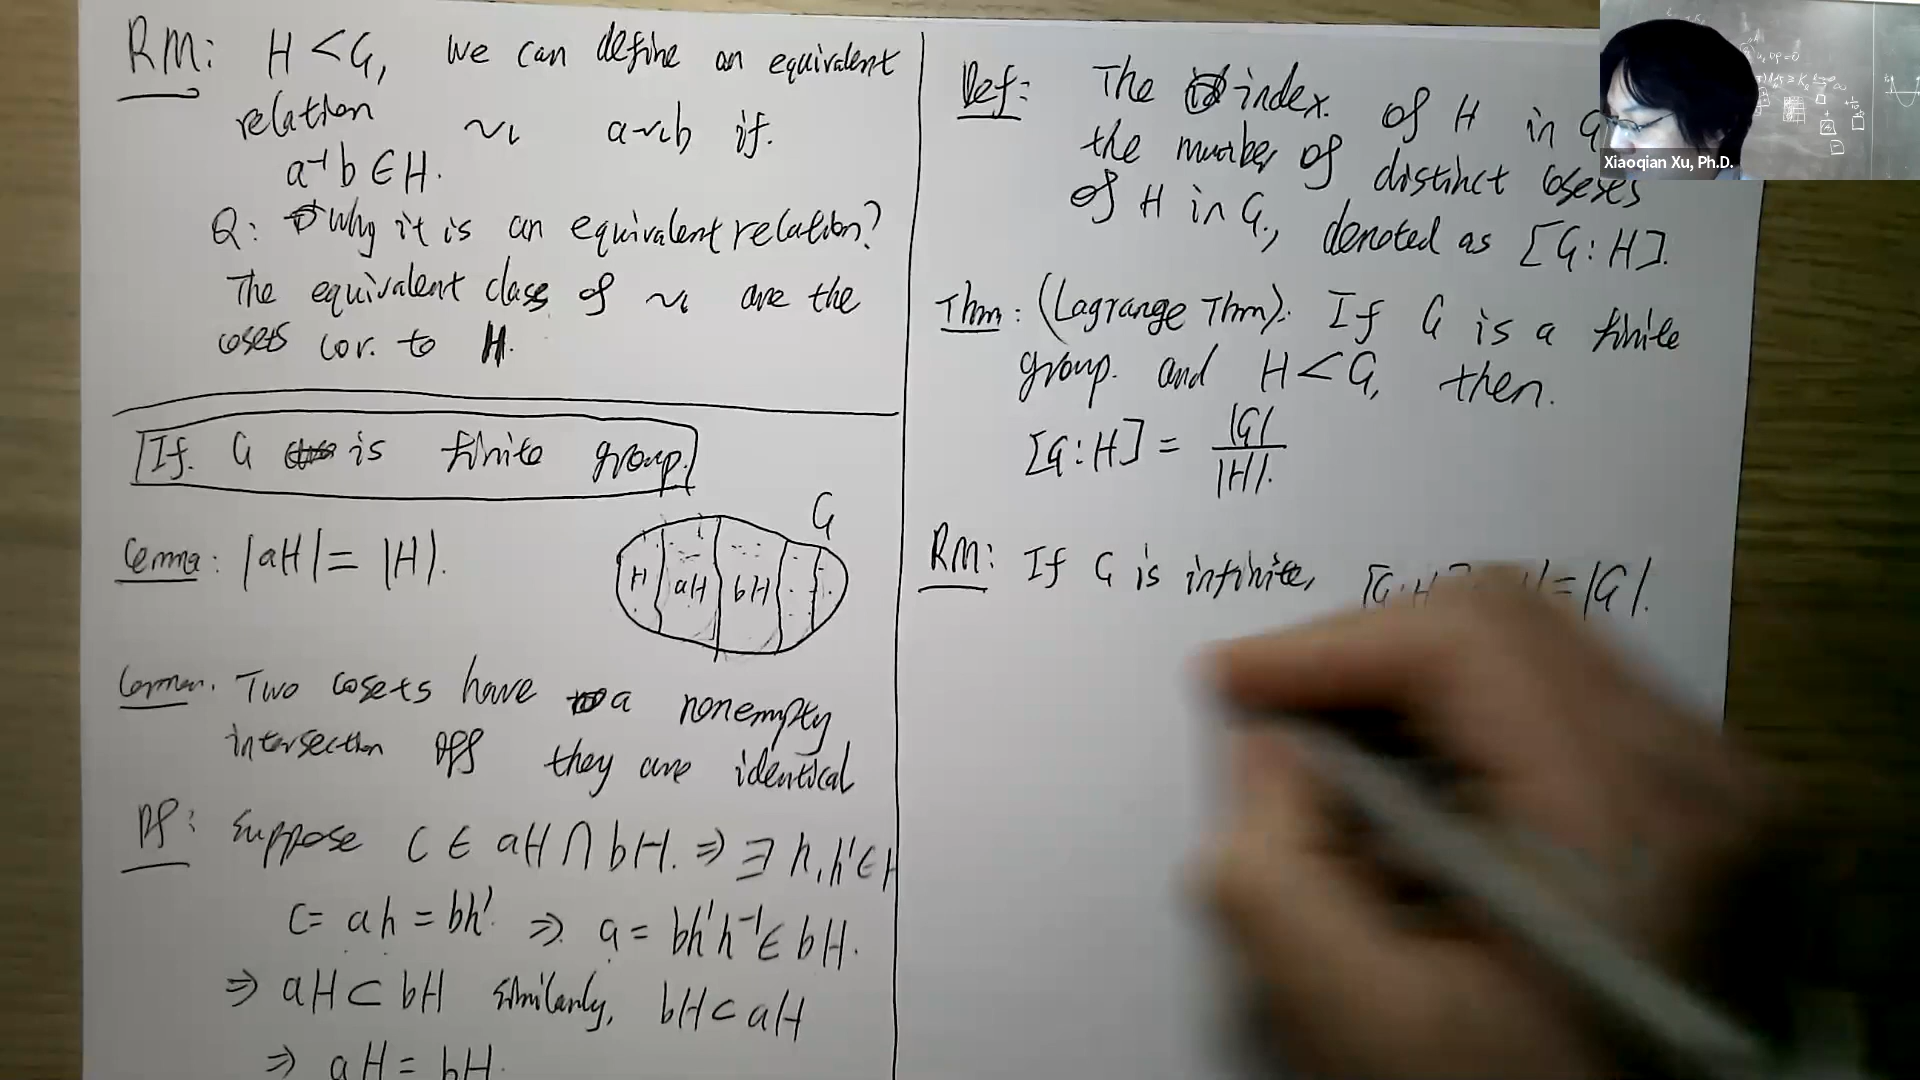 RM: H < G, we can define an equivalent
relation ~L a ~L b if.
a⁻¹b ∈ H.
Q: Why it is an equivalent relation?
The equivalent class of ~L are the
cosets cor. to H.
If G is finite group.
Lemma: |aH| = |H|.
G
H aH bH
Two cosets have a nonempty
intersection iff they are identical
Pf: Suppose c ∈ aH ∩ bH. ⇒ ∃ h, h' ∈ H
c = ah = bh'. ⇒ a = bh'h⁻¹ ∈ bH.
⇒ aH ⊂ bH similarly, bH ⊂ aH
⇒ aH = bH.
Def: The index of H in G
the number of distinct coseses
of H in G, denoted as [G:H].
Thm: (Lagrange Thm). If G is a finite
group. and H < G, then.
[G:H] = |G| / |H|.
RM: If G is infinite, [G:H] = |G|.
Xiaoqian Xu, Ph.D.